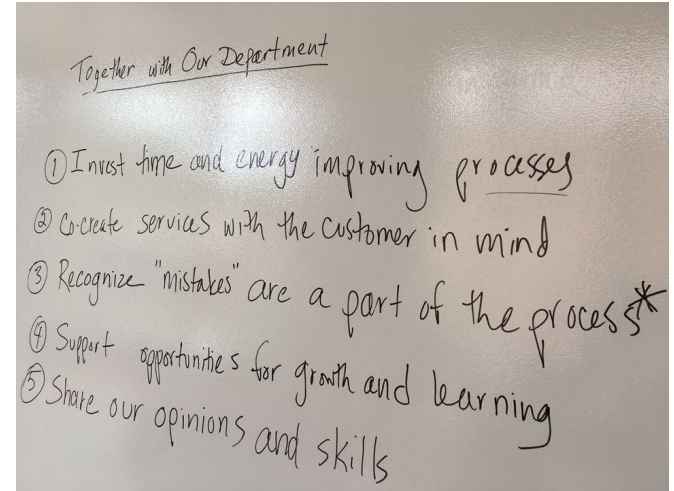 Together with Our Department
① Invest time and energy improving processes
② Co-create services with the customer in mind
③ Recognize "mistakes" are a part of the process*
④ Support opportunities for growth and learning
⑤ Share our opinions and skills